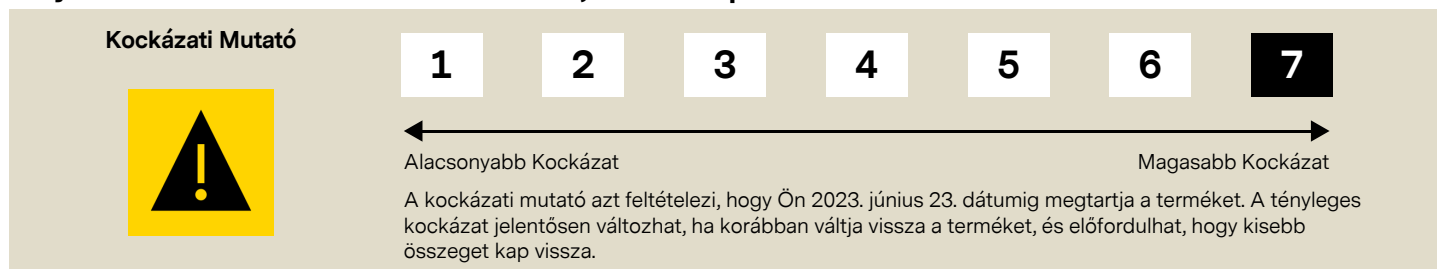 Kockázati Mutató
1 2 3 4 5 6 7
Alacsonyabb Kockázat Magasabb Kockázat
A kockázati mutató azt feltételezi, hogy Ön 2023. június 23. dátumig megtartja a terméket. A tényleges
kockázat jelentősen változhat, ha korábban váltja vissza a terméket, és előfordulhat, hogy kisebb
összeget kap vissza.